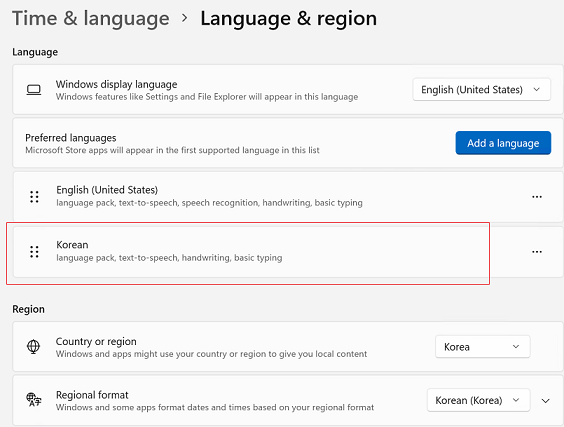 Time & language > Language & region
Language
Windows display language
Windows features like Settings and File Explorer will appear in this language
English (United States)
Preferred languages
Microsoft Store apps will appear in the first supported language in this list
Add a language
English (United States)
language pack, text-to-speech, speech recognition, handwriting, basic typing
Korean
language pack, text-to-speech, handwriting, basic typing
Region
Country or region
Windows and apps might use your country or region to give you local content
Korea
Regional format
Windows and some apps format dates and times based on your regional format
Korean (Korea)